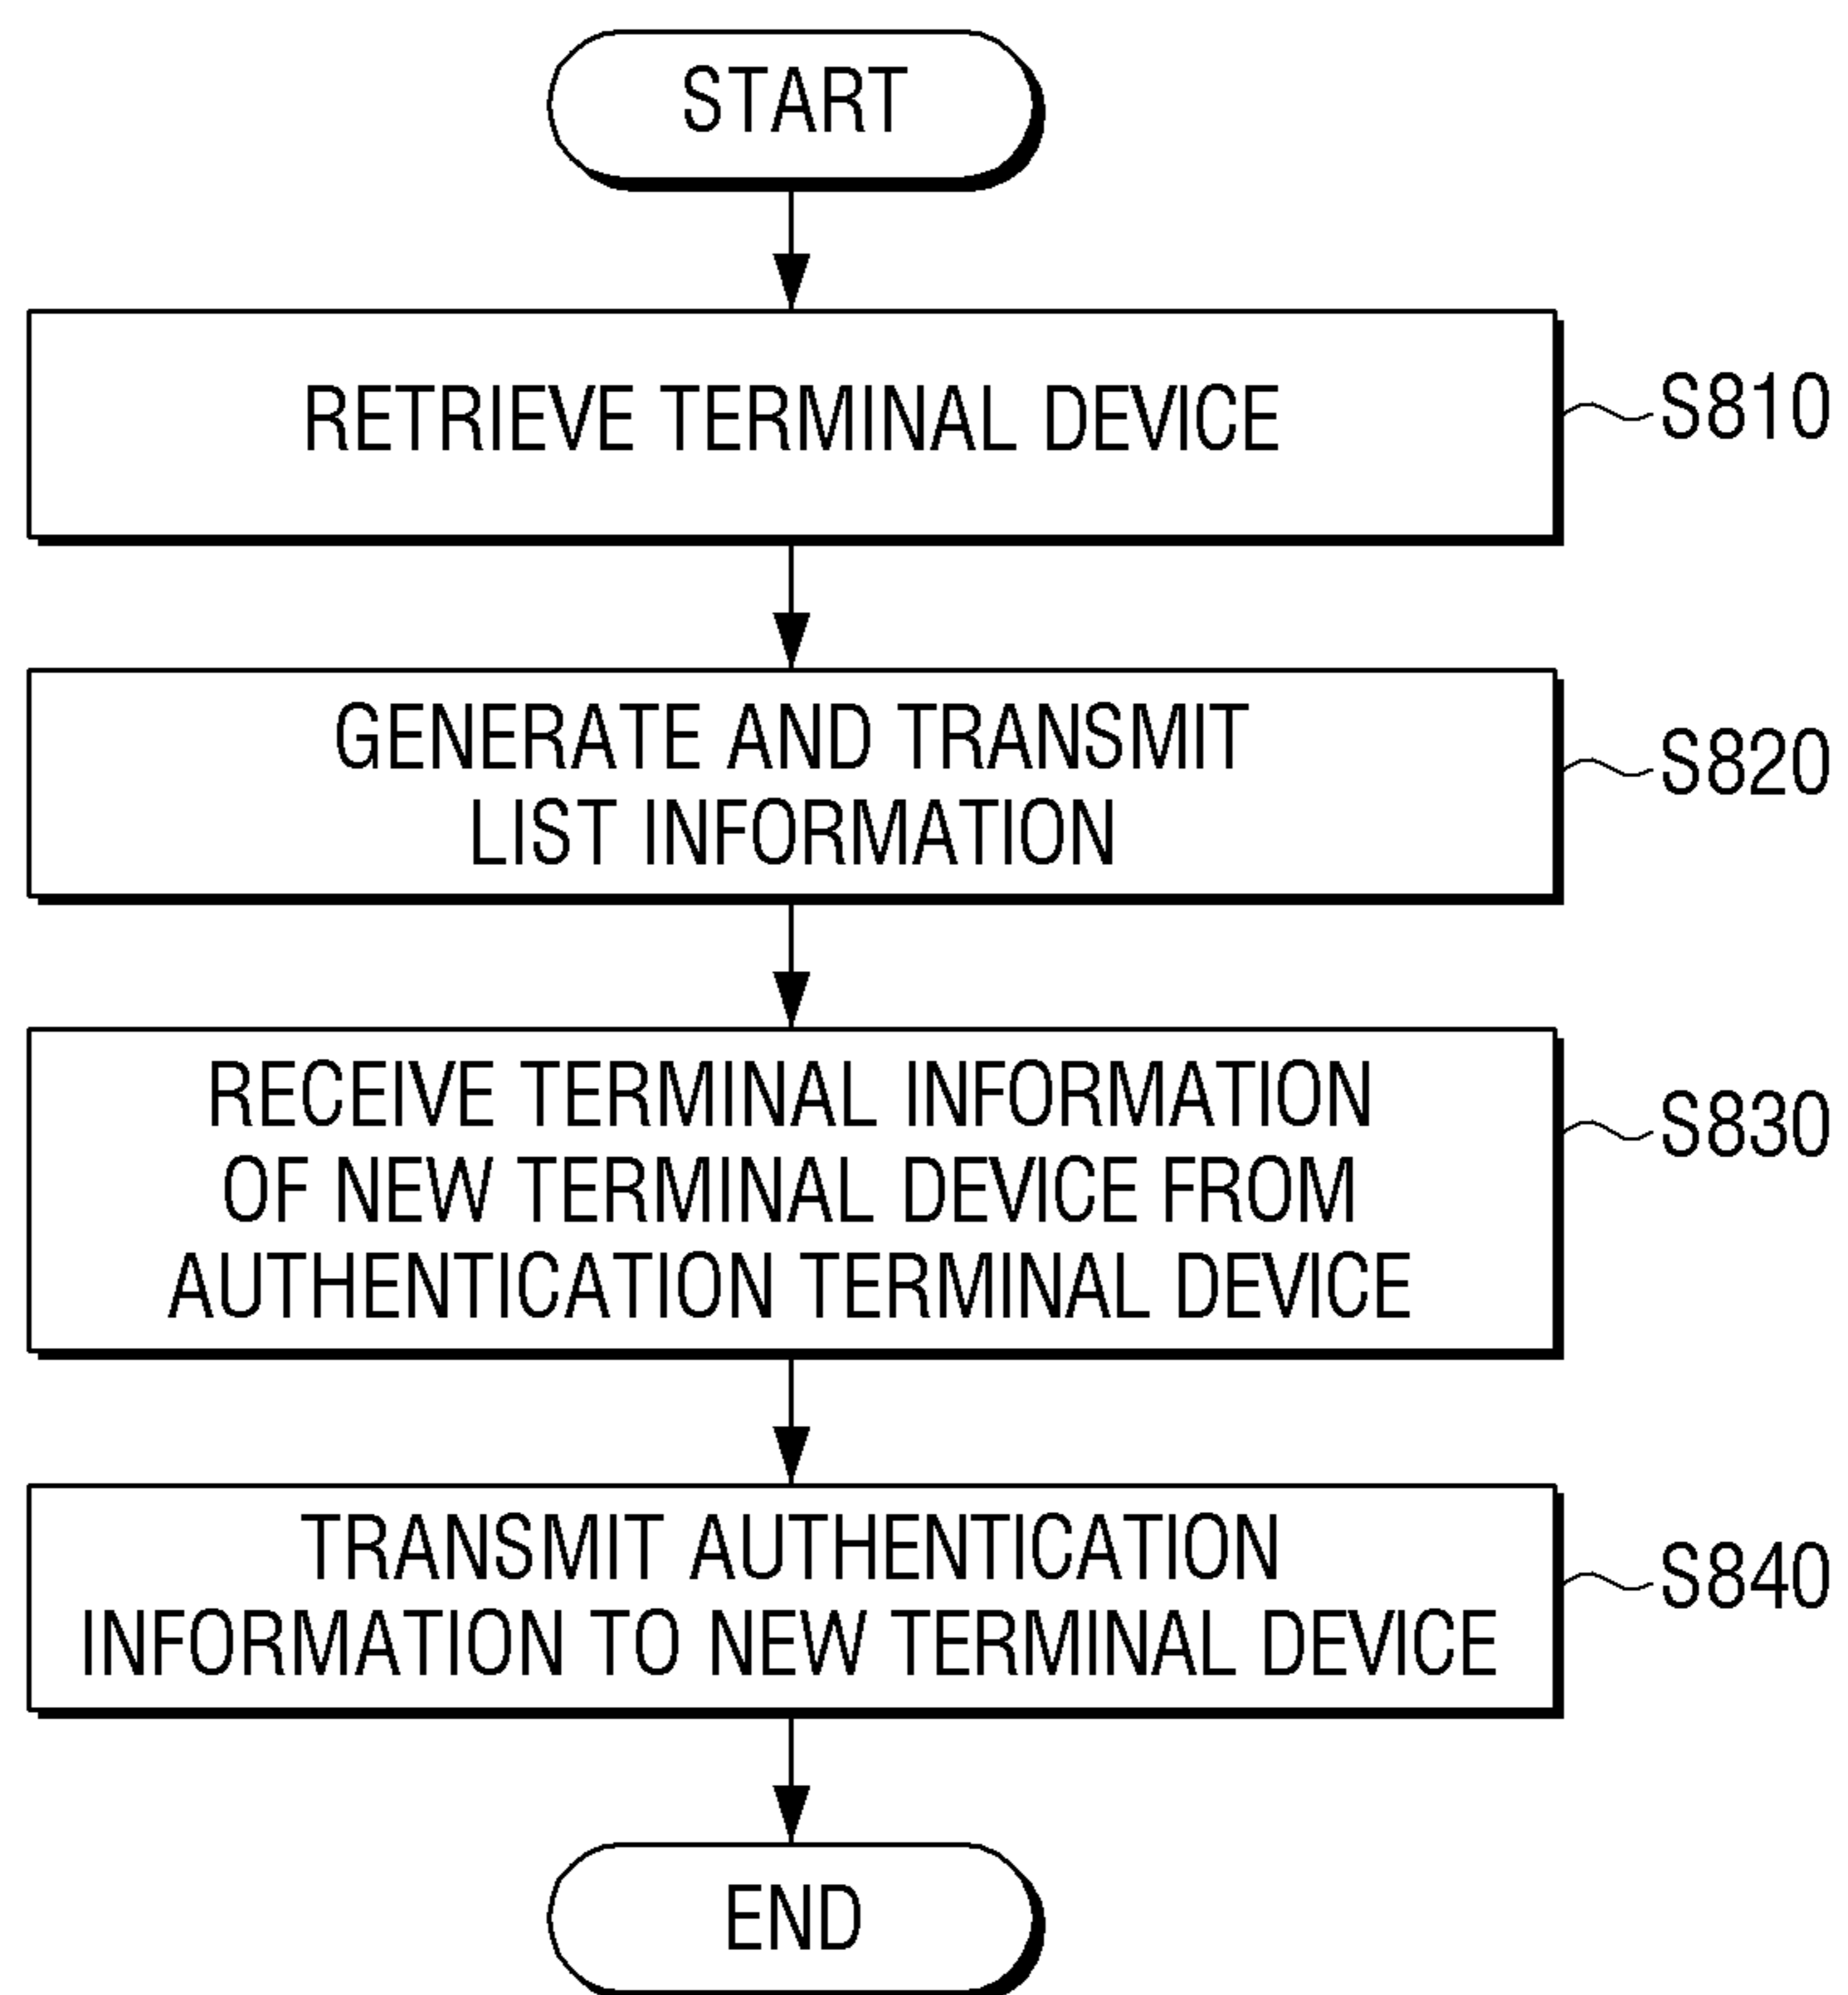 START
RETRIEVE TERMINAL DEVICE
S810
GENERATE AND TRANSMIT
LIST INFORMATION
S820
RECEIVE TERMINAL INFORMATION
OF NEW TERMINAL DEVICE FROM
AUTHENTICATION TERMINAL DEVICE
S830
TRANSMIT AUTHENTICATION
INFORMATION TO NEW TERMINAL DEVICE
S840
END